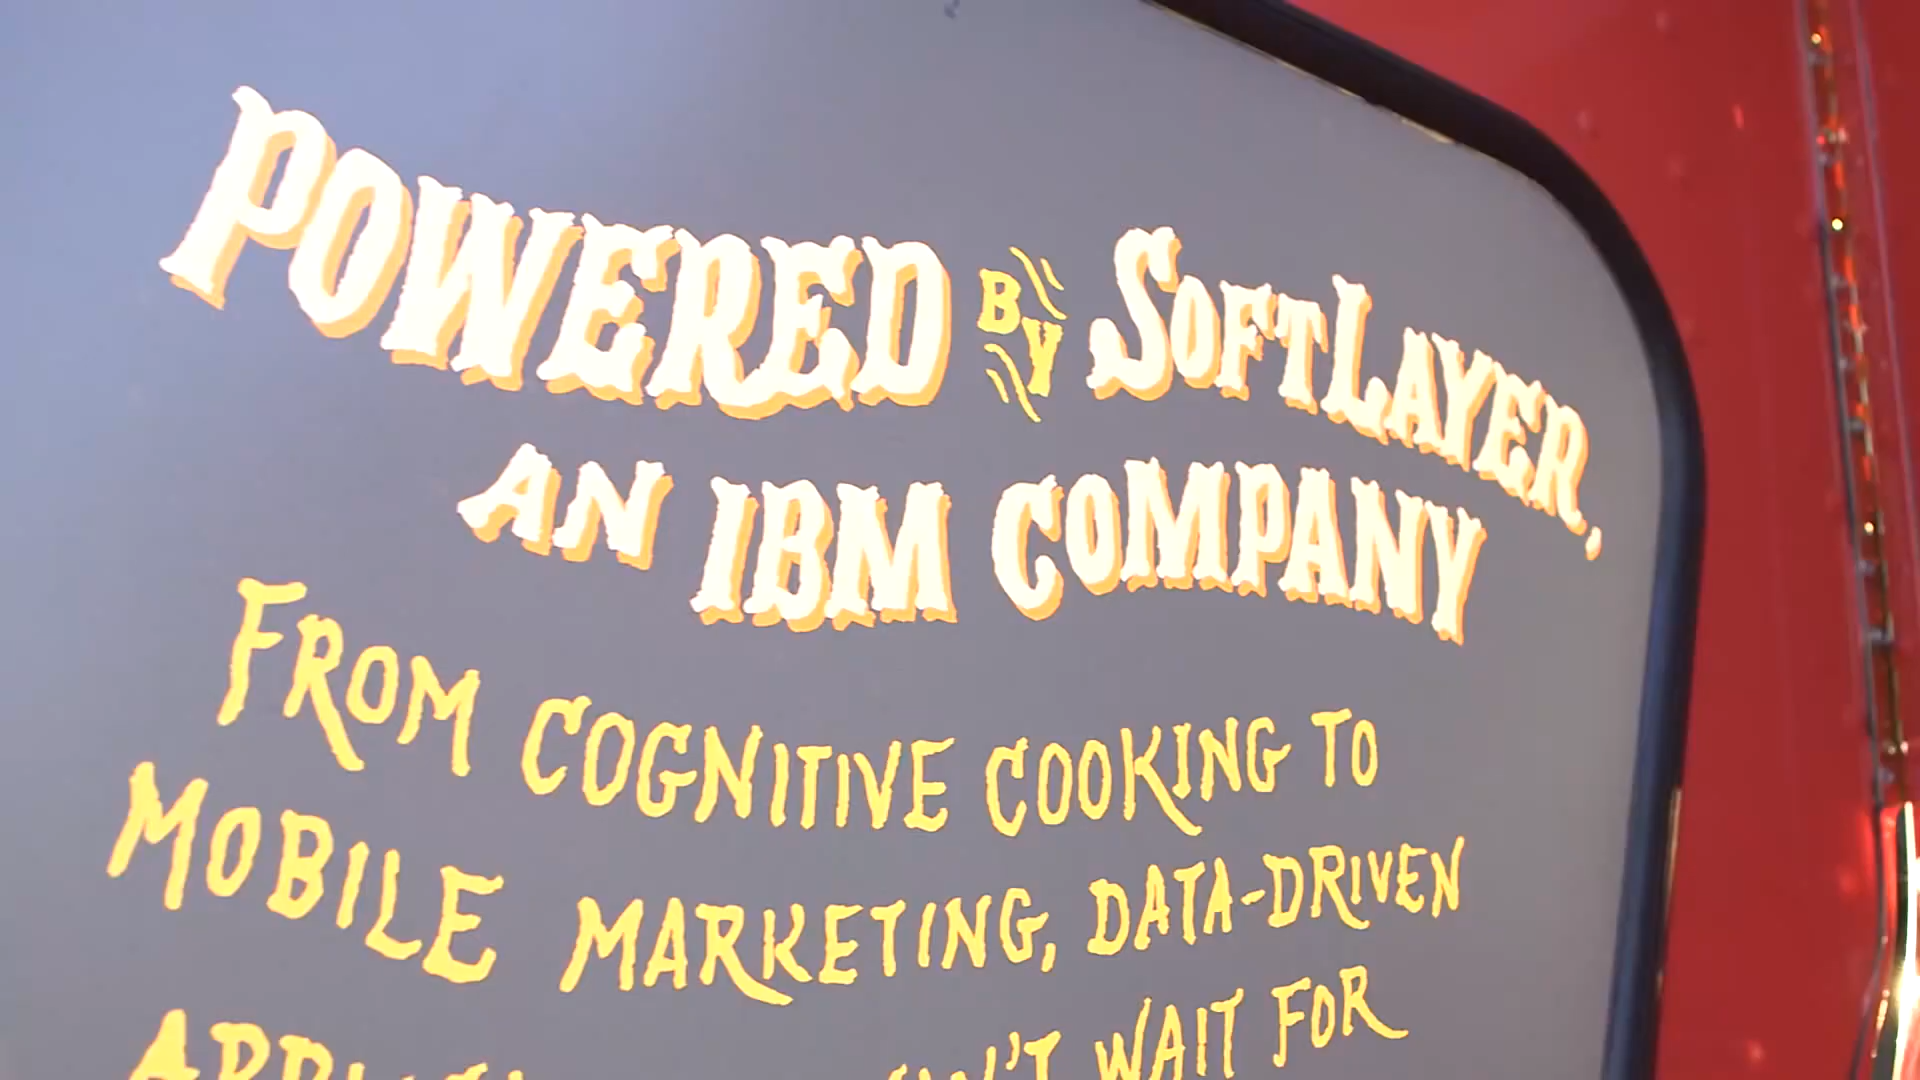 POWERED BY SOFTLAYER,
AN IBM COMPANY
FROM COGNITIVE COOKING TO
MOBILE MARKETING, DATA-DRIVEN
WAIT FOR